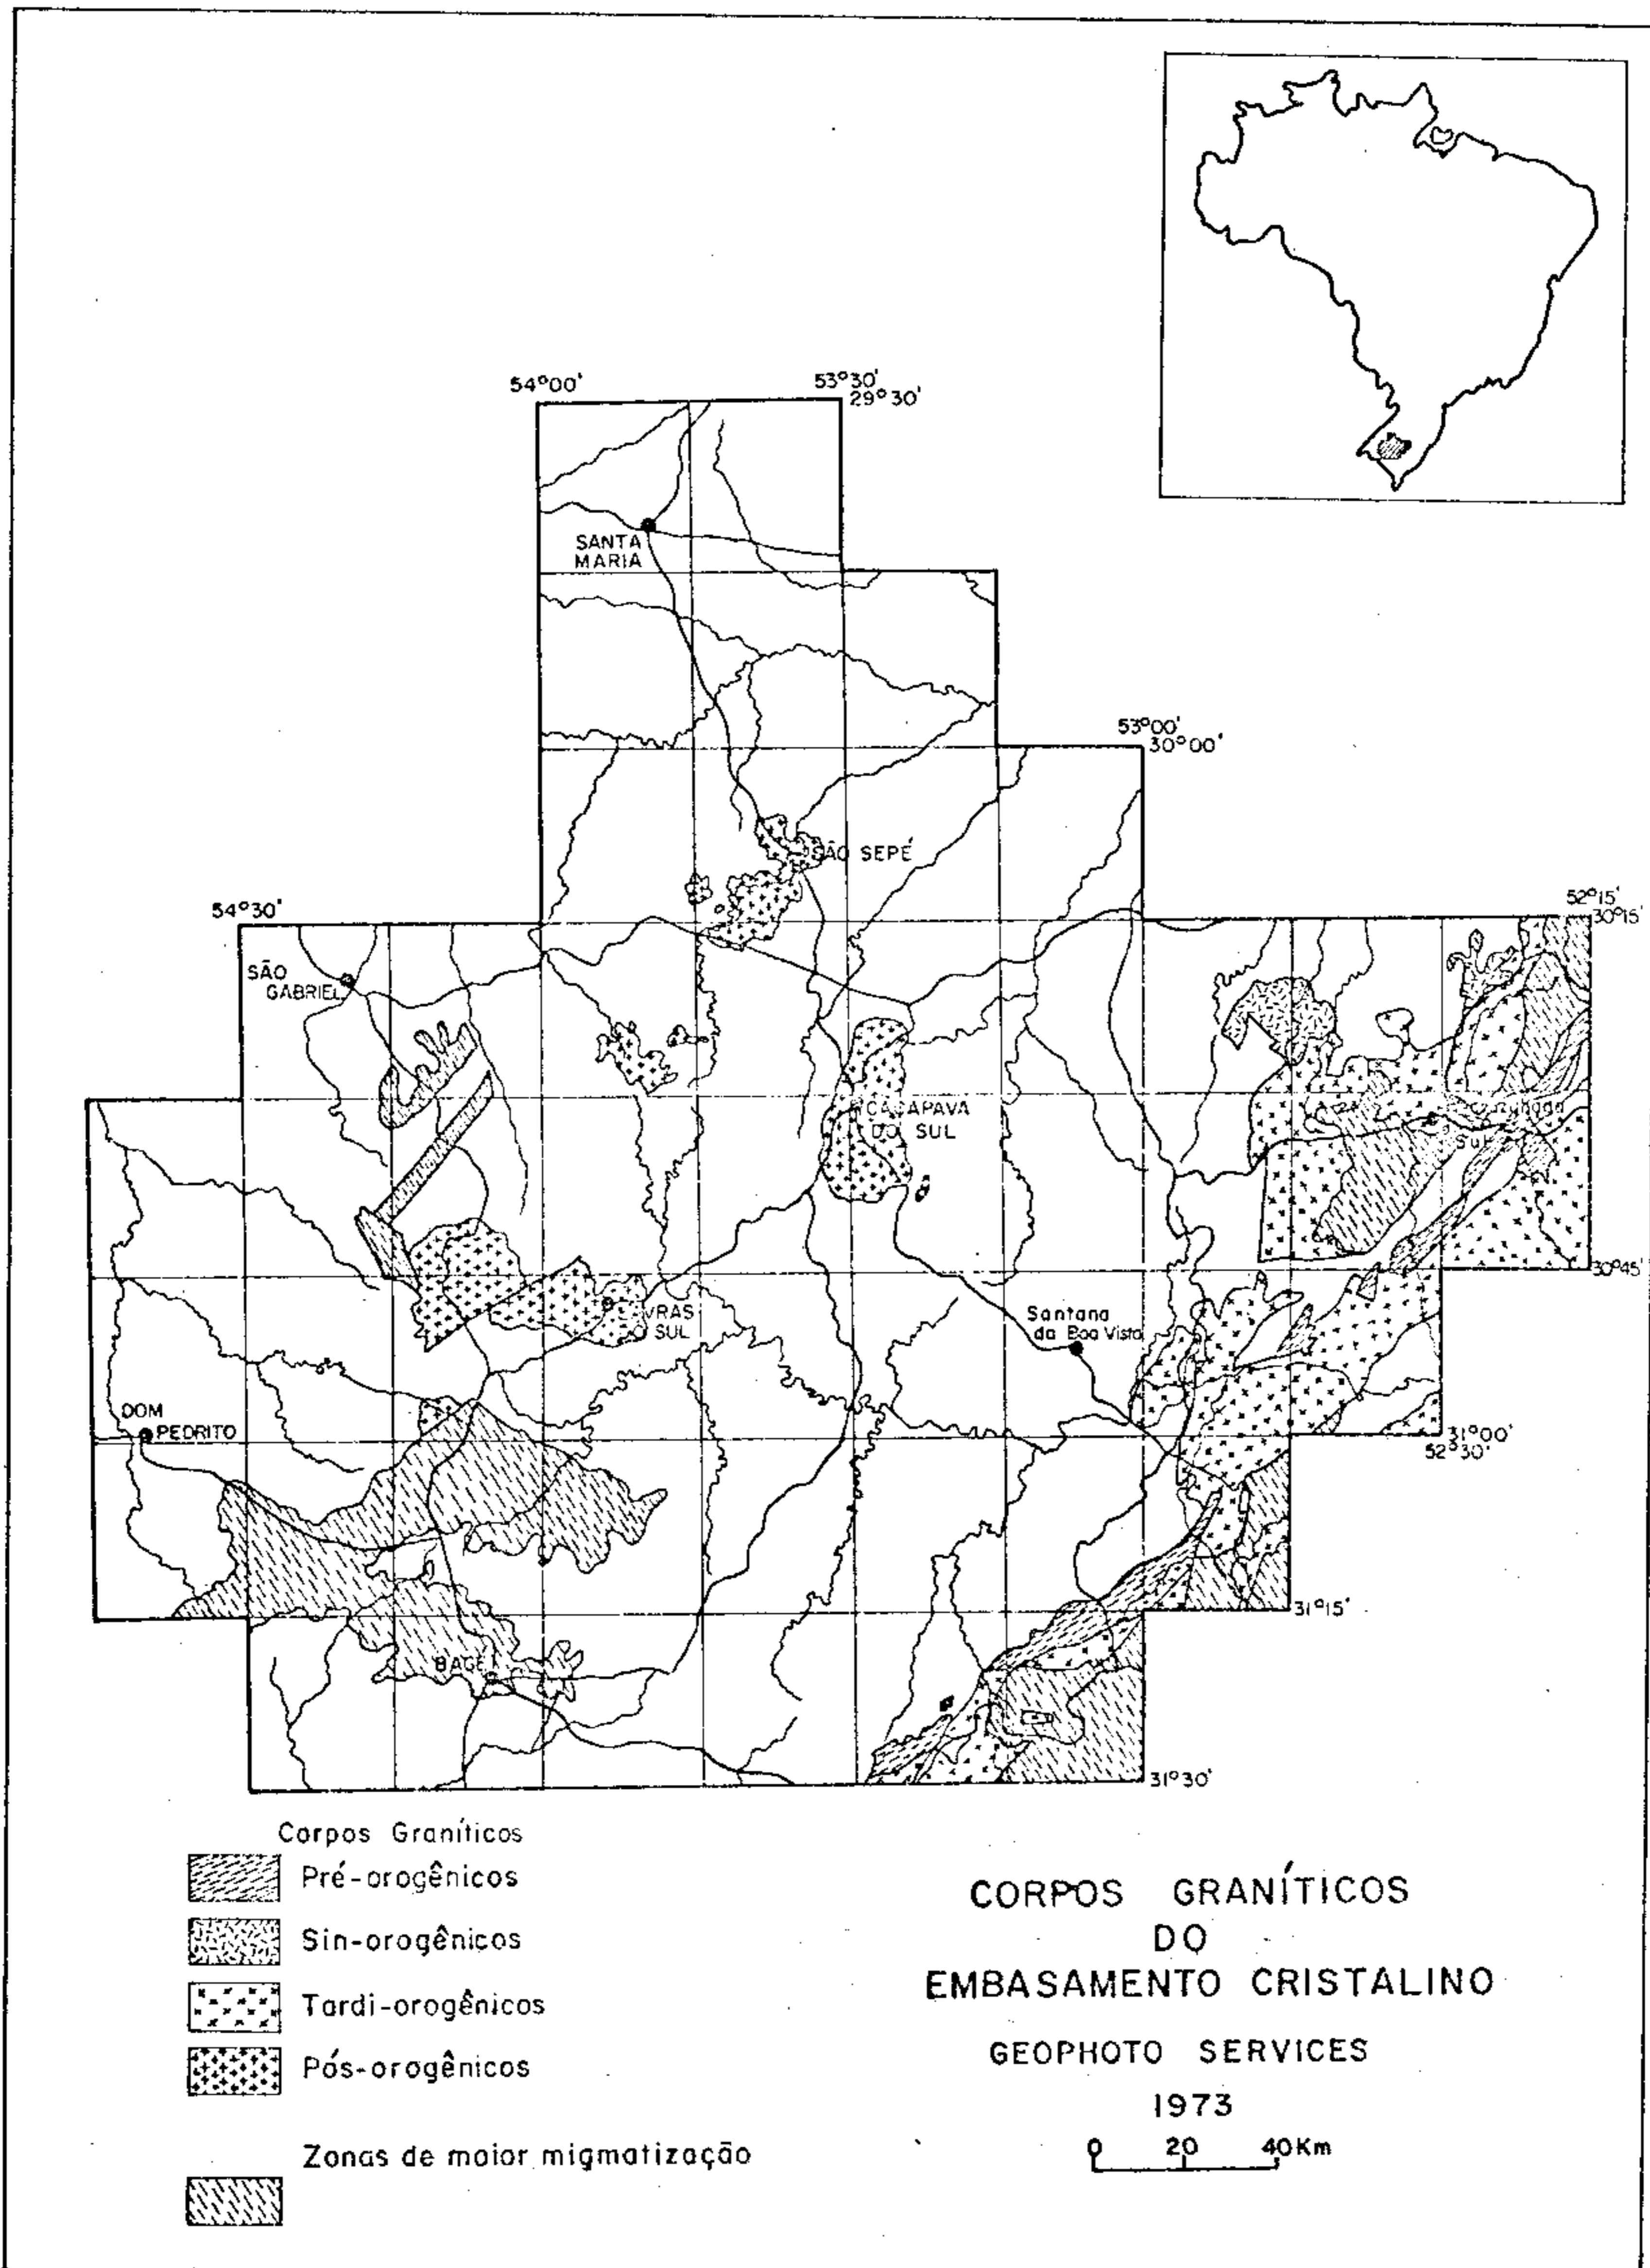 54°00'
53°30'
29°30'
SANTA
MARIA
53°00'
30°00'
SÃO SEPÉ
54°30'
52°15'
30°15'
SÃO
GABRIEL
CAÇAPAVA
DO SUL
Sul
30°45'
VRAS
SUL
Santana
da Boa Vista
DOM
PEDRITO
31°00'
52°30'
31°15'
BAGÉ
31°30'
Corpos Graníticos
Pré-orogênicos
Sin-orogênicos
Tardi-orogênicos
Pós-orogênicos
Zonas de maior migmatização
CORPOS GRANÍTICOS
DO
EMBASAMENTO CRISTALINO
GEOPHOTO SERVICES
1973
0 20 40Km